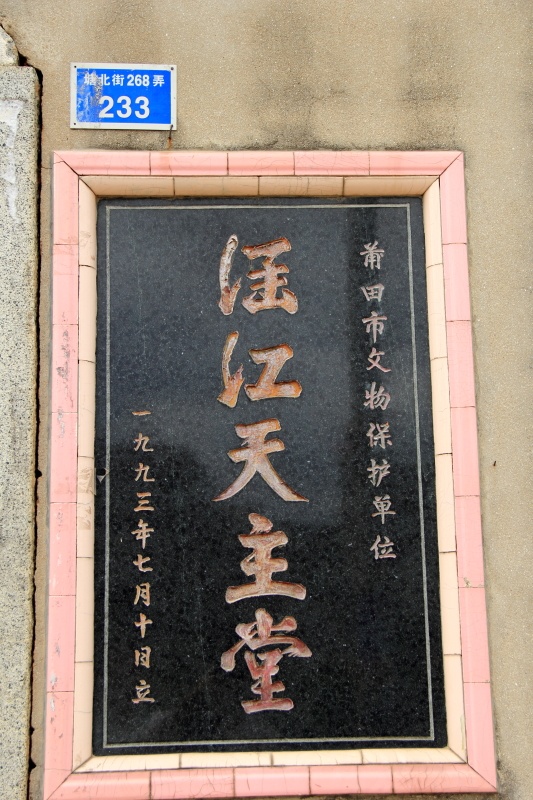 塘北街268弄
233
莆田市文物保护单位
涵江天主堂
一九九三年七月十日立